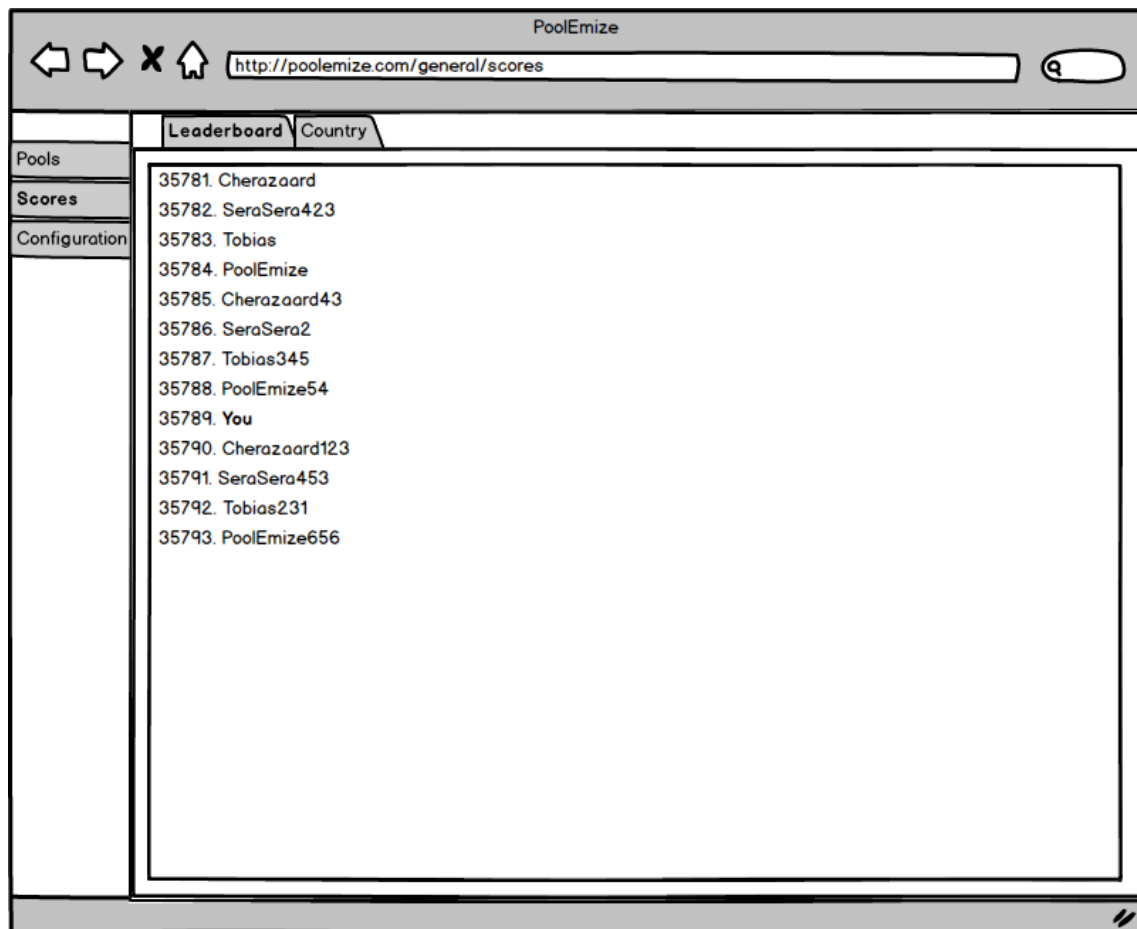 PoolEmize
http://poolemize.com/general/scores
Leaderboard Country
Pools
Scores
Configuration
35781. Cherazaard
35782. SeraSera423
35783. Tobias
35784. PoolEmize
35785. Cherazaard43
35786. SeraSera2
35787. Tobias345
35788. PoolEmize54
35789. You
35790. Cherazaard123
35791. SeraSera453
35792. Tobias231
35793. PoolEmize656